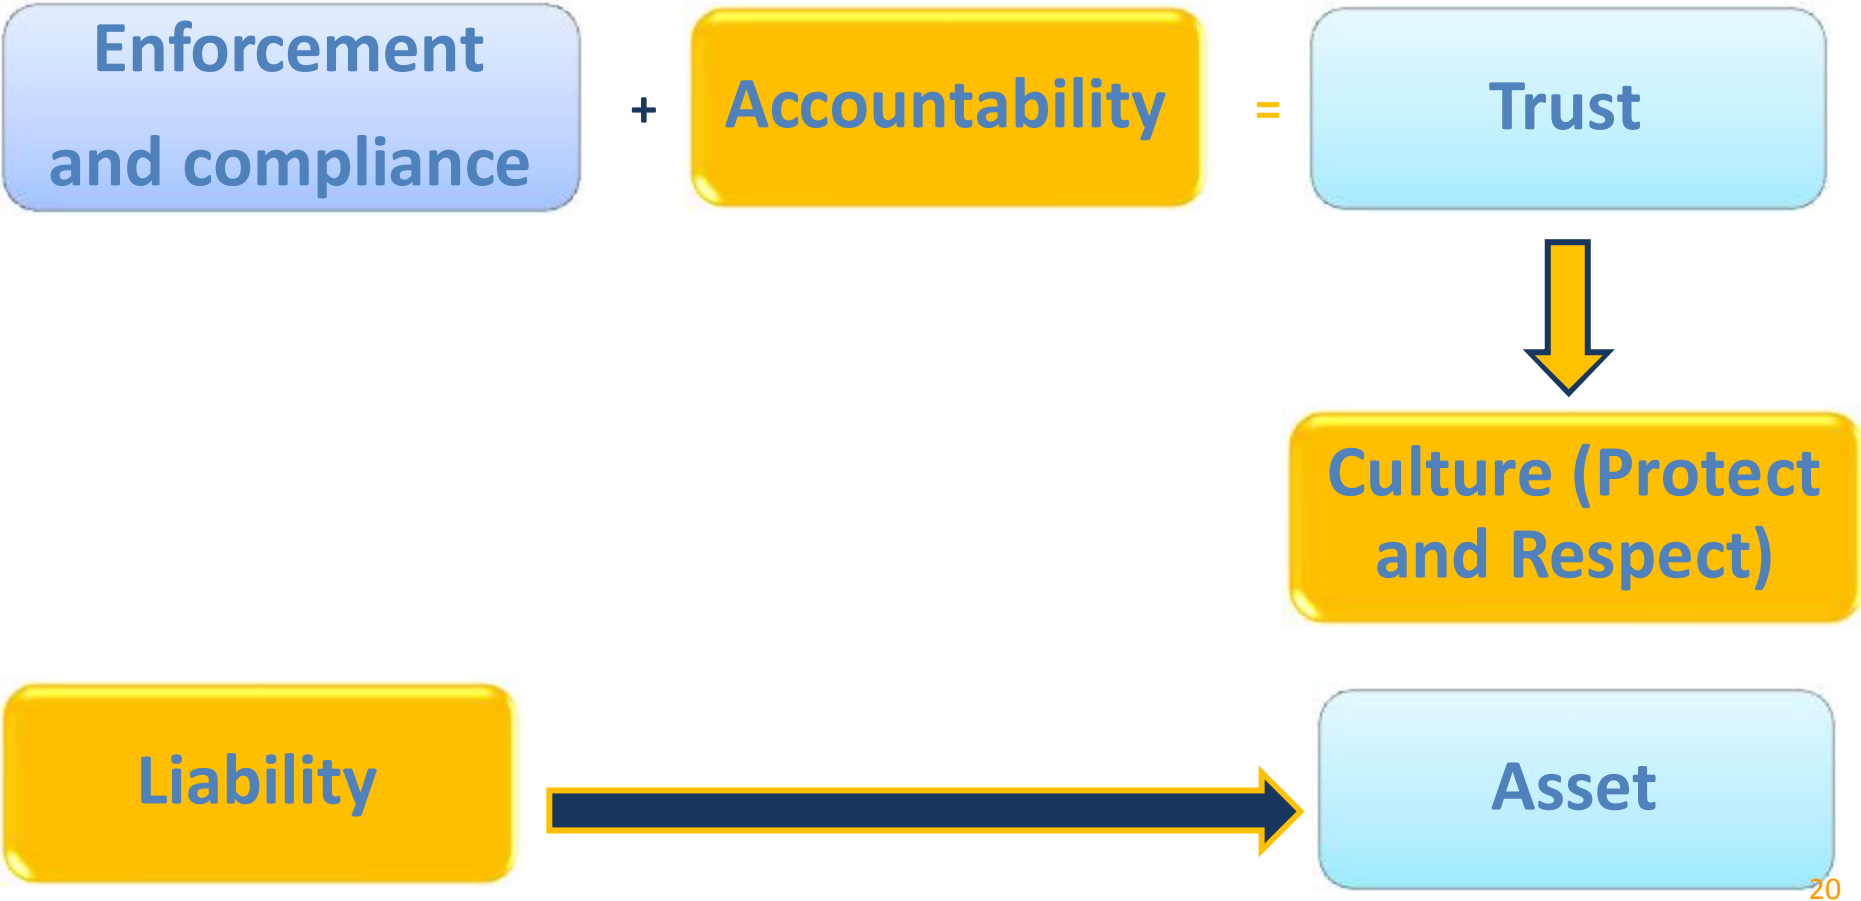 Enforcement
and compliance
+
Accountability
=
Trust
Culture (Protect
and Respect)
Liability
Asset
20